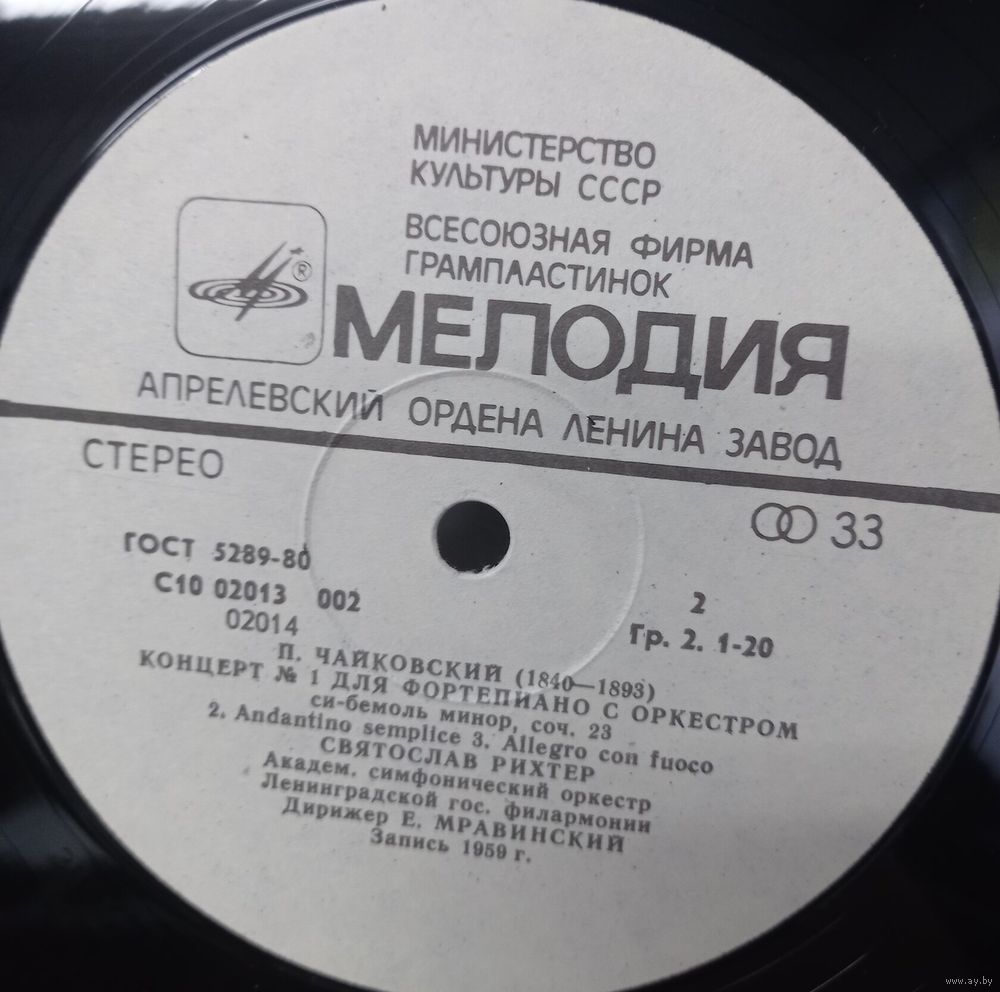 МИНИСТЕРСТВО
КУЛЬТУРЫ СССР
ВСЕСОЮЗНАЯ ФИРМА
ГРАМПЛАСТИНОК
®
МЕЛОДИЯ
АПРЕЛЕВСКИЙ ОРДЕНА ЛЕНИНА ЗАВОД
СТЕРЕО
33
ГОСТ 5289-80
С10 02013 002
02014
2
Гр. 2. 1-20
П. ЧАЙКОВСКИЙ (1840—1893)
КОНЦЕРТ № 1 ДЛЯ ФОРТЕПИАНО С ОРКЕСТРОМ
си-бемоль минор, соч. 23
2. Andantino semplice 3. Allegro con fuoco
СВЯТОСЛАВ РИХТЕР
Академ. симфонический оркестр
Ленинградской гос. филармонии
Дирижер Е. МРАВИНСКИЙ
Запись 1959 г.
www.ay.by